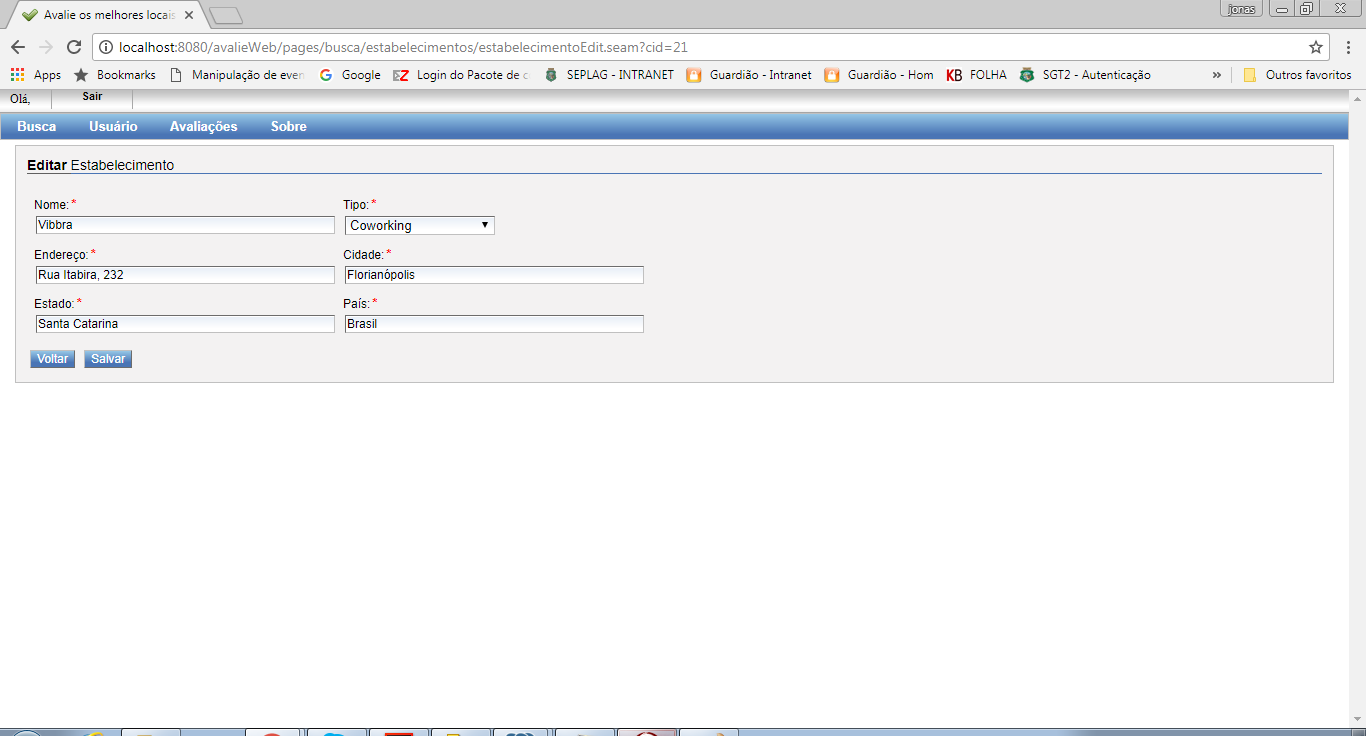 Avalie os melhores locais
jonas
localhost:8080/avalieWeb/pages/busca/estabelecimentos/estabelecimentoEdit.seam?cid=21
Apps Bookmarks Manipulação de even Google Login do Pacote de c SEPLAG - INTRANET Guardião - Intranet Guardião - Hom KB FOLHA SGT2 - Autenticação » Outros favoritos
Olá, Sair
Busca Usuário Avaliações Sobre
Editar Estabelecimento
Nome: * Tipo: *
Vibbra Coworking
Endereço: * Cidade: *
Rua Itabira, 232 Florianópolis
Estado: * País: *
Santa Catarina Brasil
Voltar Salvar